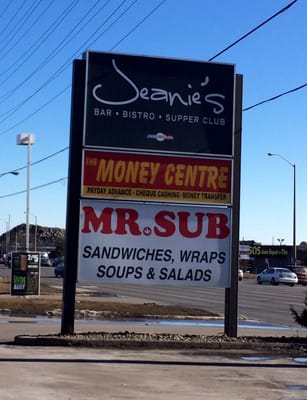 Jeanie's
BAR • BISTRO • SUPPER CLUB
THE MONEY CENTRE
PAYDAY ADVANCE - CHEQUE CASHING - MONEY TRANSFER
MR. SUB
SANDWICHES, WRAPS
SOUPS & SALADS